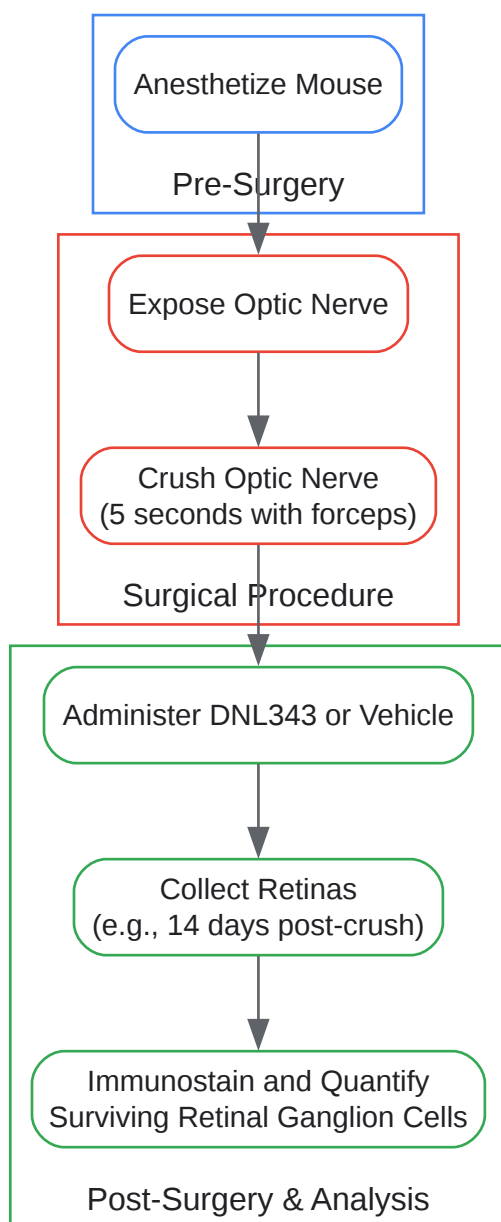 Anesthetize Mouse
Pre-Surgery
Expose Optic Nerve
Crush Optic Nerve
(5 seconds with forceps)
Surgical Procedure
Administer DNL343 or Vehicle
Collect Retinas
(e.g., 14 days post-crush)
Immunostain and Quantify
Surviving Retinal Ganglion Cells
Post-Surgery & Analysis